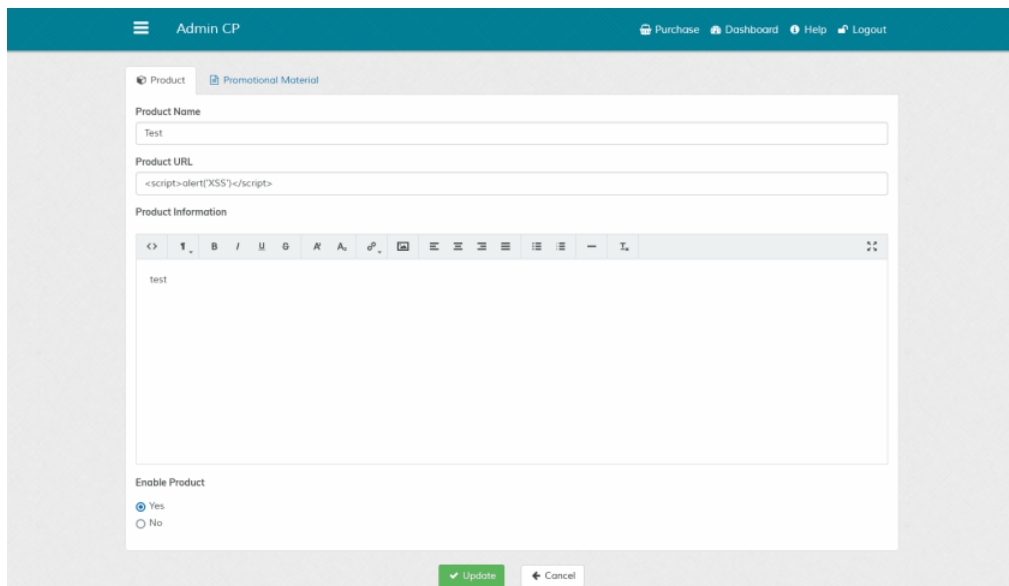 Admin CP
Purchase Dashboard Help Logout
Product Promotional Material
Product Name
Test
Product URL
<script>alert('XSS')</script>
Product Information
test
Enable Product
Yes
No
Update Cancel